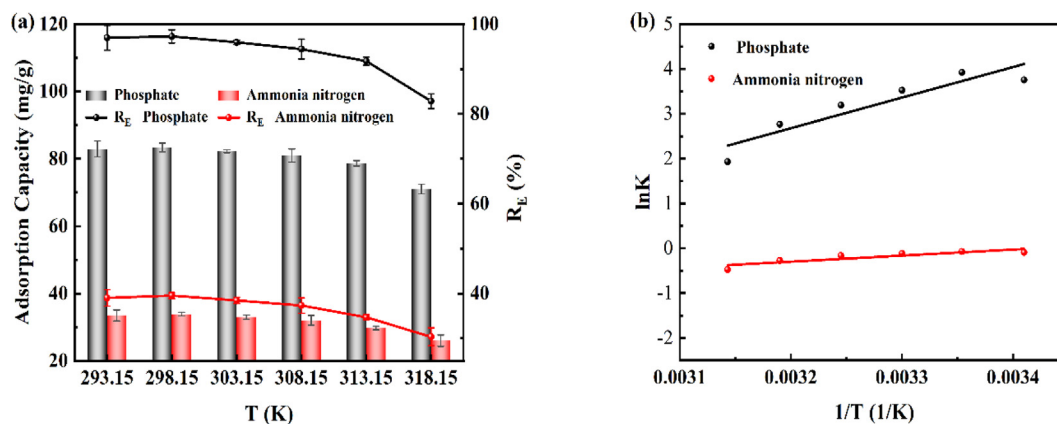 (a)
120
100
80
60
40
20
Adsorption Capacity (mg/g)
Phosphate
Ammonia nitrogen
R_E Phosphate
R_E Ammonia nitrogen
100
80
60
40
R_E (%)
293.15 298.15 303.15 308.15 313.15 318.15
T (K)
(b)
5
4
3
2
1
0
-1
-2
lnK
Phosphate
Ammonia nitrogen
0.0031 0.0032 0.0033 0.0034
1/T (1/K)